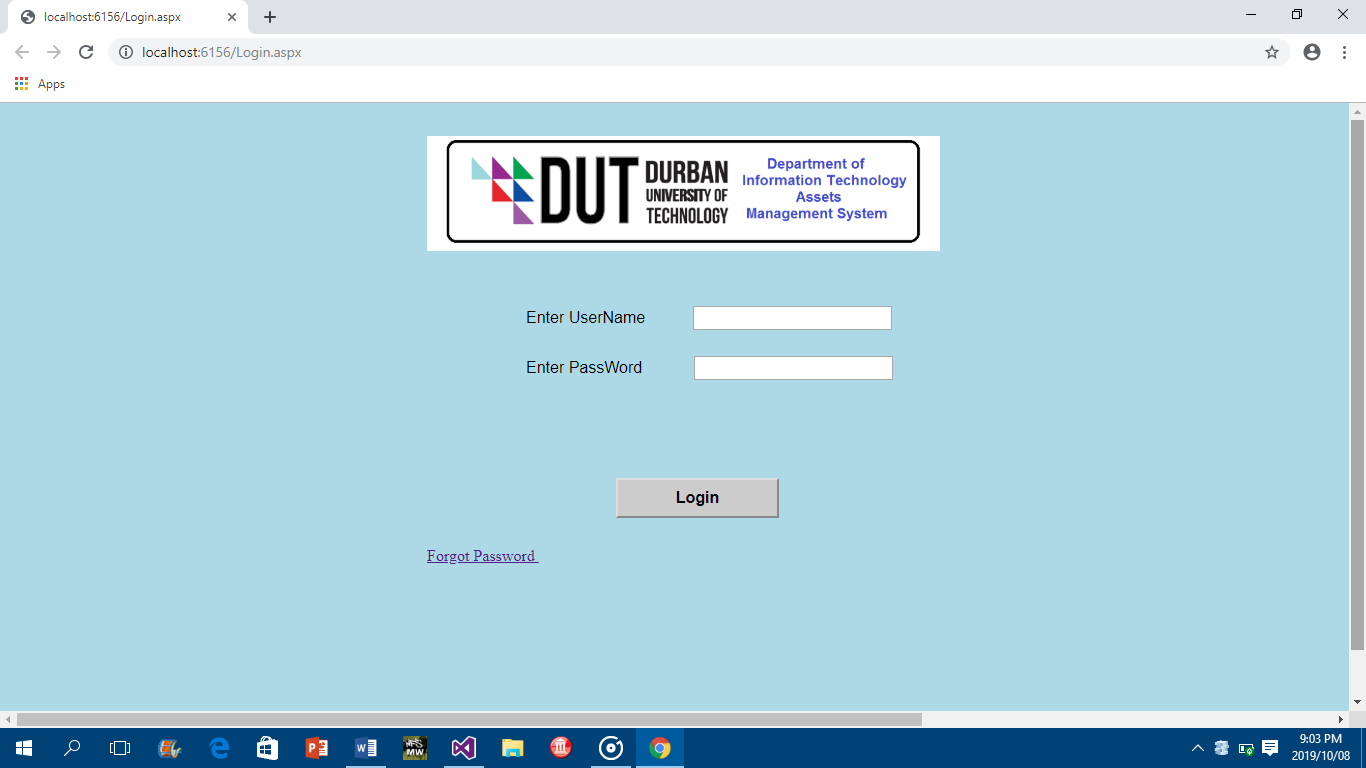 localhost:6156/Login.aspx
localhost:6156/Login.aspx
Apps
DUT
DURBAN
UNIVERSITY OF
TECHNOLOGY
Department of
Information Technology
Assets
Management System
Enter UserName
Enter PassWord
Login
Forgot Password
MW
9:03 PM
2019/10/08